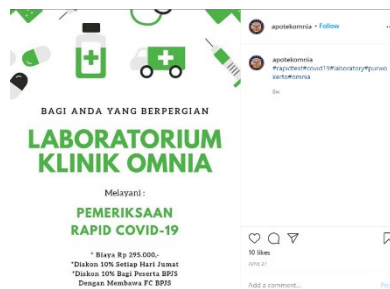 BAGI ANDA YANG BERPERGIAN
LABORATORIUM
KLINIK OMNIA
Melayani :
PEMERIKSAAN
RAPID COVID-19
* Biaya Rp 295.000,-
*Diskon 10% Setiap Hari Jumat
*Diskon 10% Bagi Peserta BPJS
Dengan Membawa FC BPJS
apotekomnia • Follow
apotekomnia
#rapidtest#covid19#laboratory#purwo
kerto#omnia
10 likes
Add a comment...